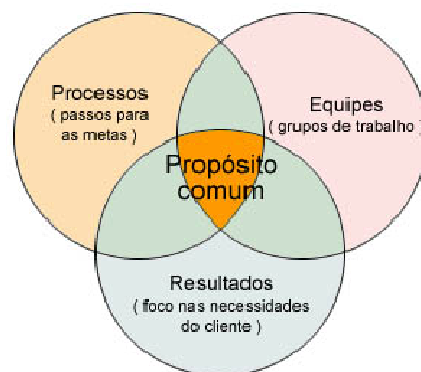 Processos
( passos para
as metas )
Equipes
( grupos de trabalho )
Propósito
comum
Resultados
( foco nas necessidades
do cliente )